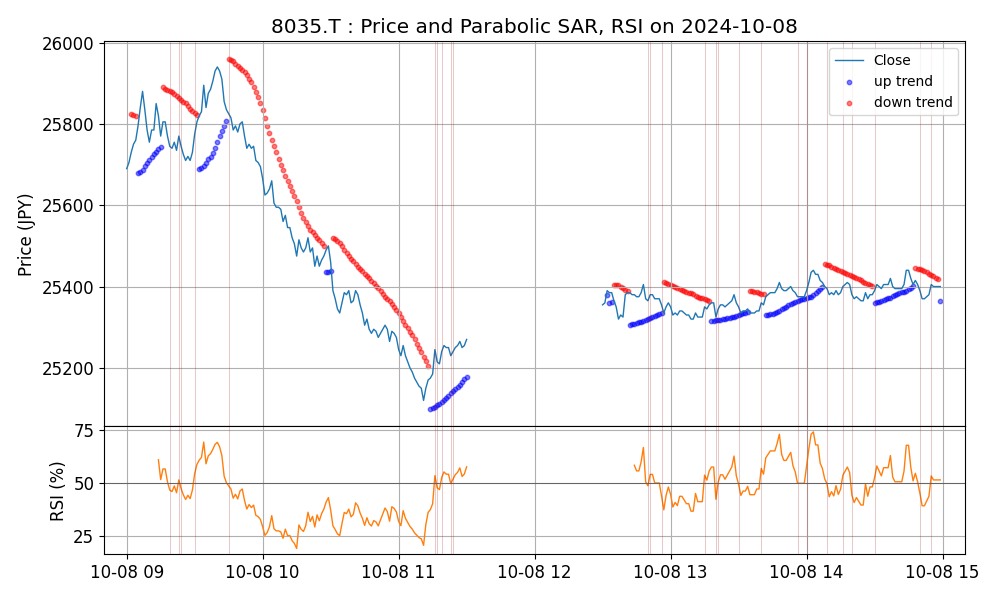 8035.T : Price and Parabolic SAR, RSI on 2024-10-08
26000
25800
25600
25400
25200
Price (JPY)
Close
up trend
down trend
75
50
25
RSI (%)
10-08 09
10-08 10
10-08 11
10-08 12
10-08 13
10-08 14
10-08 15